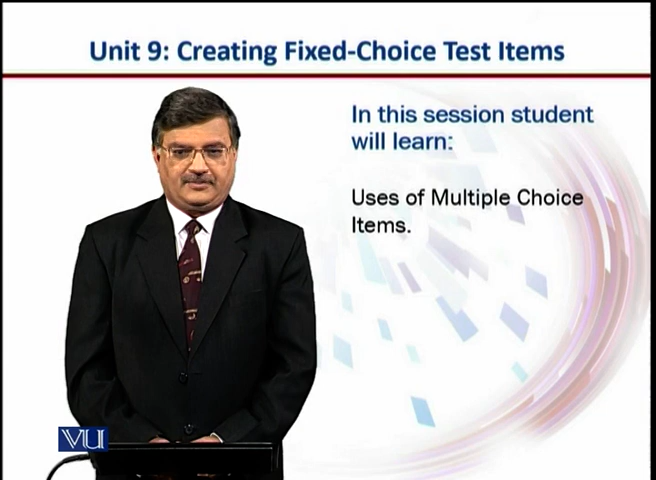 Unit 9: Creating Fixed-Choice Test Items
In this session student
will learn:
Uses of Multiple Choice
Items.
VU